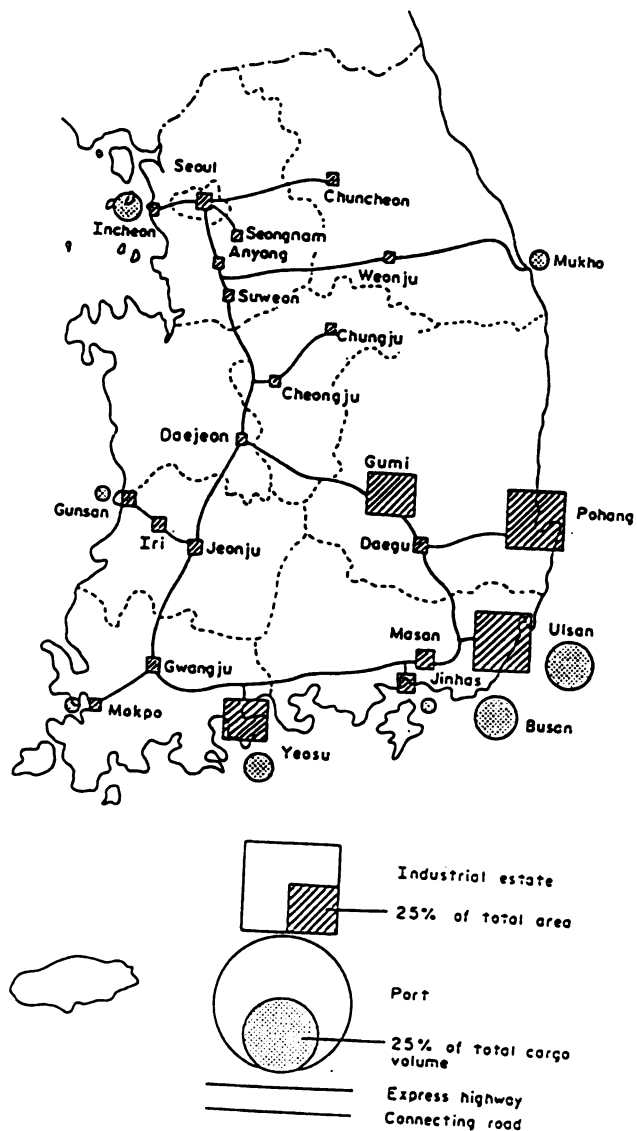 Seoul
Chuncheon
Incheon
Seongnam
Anyong
Weonju
Mukho
Suweon
Chungju
Cheongju
Daejeon
Gumi
Gunsan
Pohang
Iri
Jeonju
Daegu
Masan
Ulsan
Gwangju
Jinhas
Mokpo
Busan
Yeosu
Industrial estate
25% of total area
Port
25% of total cargo
volume
Express highway
Connecting road